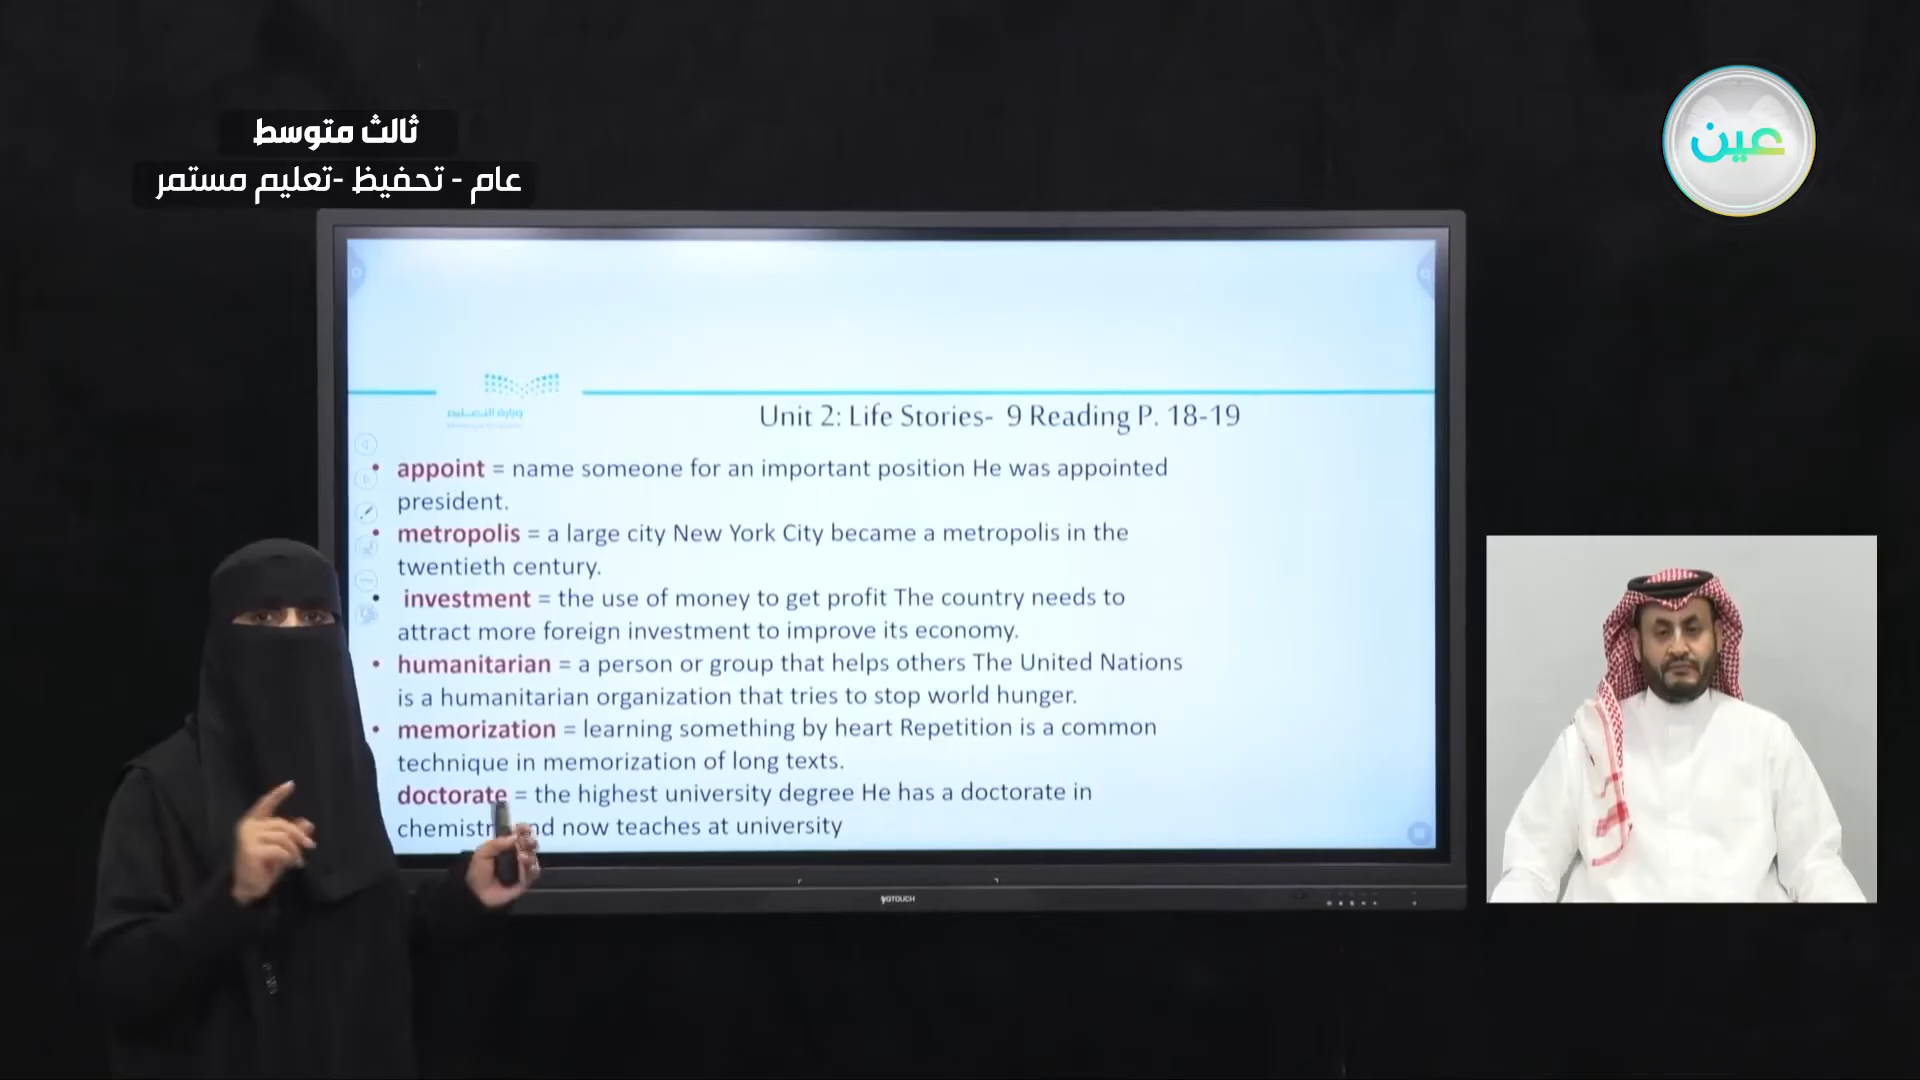 ثالث متوسط
عام - تحفيظ -تعليم مستمر
عين
وزارة التعليم
Unit 2: Life Stories- 9 Reading P. 18-19
• appoint = name someone for an important position He was appointed
president.
• metropolis = a large city New York City became a metropolis in the
twentieth century.
• investment = the use of money to get profit The country needs to
attract more foreign investment to improve its economy.
• humanitarian = a person or group that helps others The United Nations
is a humanitarian organization that tries to stop world hunger.
• memorization = learning something by heart Repetition is a common
technique in memorization of long texts.
doctorate = the highest university degree He has a doctorate in
now teaches at university